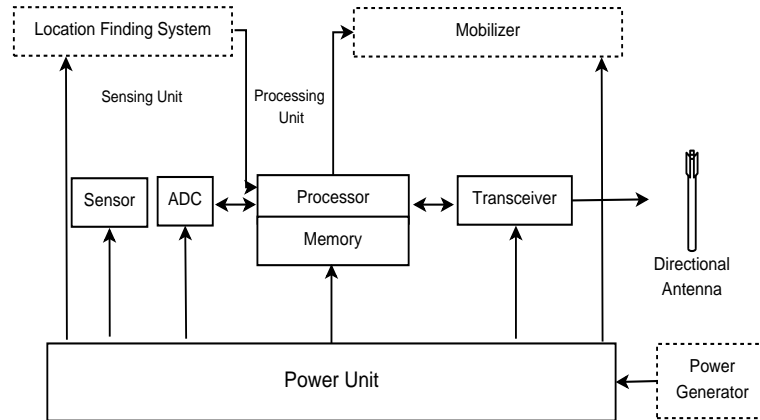 Location Finding System
Mobilizer
Sensing Unit
Processing
Unit
Sensor
ADC
Processor
Memory
Transceiver
Directional
Antenna
Power Unit
Power
Generator